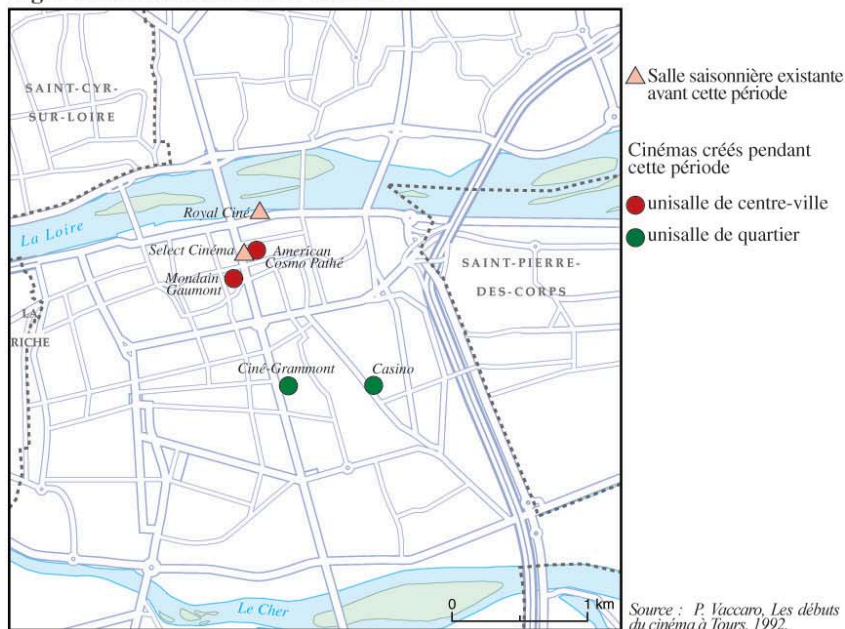 SAINT-CYR-
SUR-LOIRE
Royal Ciné
La Loire
Select Cinéma
American
Cosmo Pathé
Mondain
Gaumont
SAINT-PIERRE-
DES-CORPS
LA
RICHE
Ciné-Grammont
Casino
Le Cher
0
1 km
Salle saisonnière existante
avant cette période
Cinémas créés pendant
cette période
unisalle de centre-ville
unisalle de quartier
Source : P. Vaccaro, Les débuts
du cinéma à Tours, 1992.